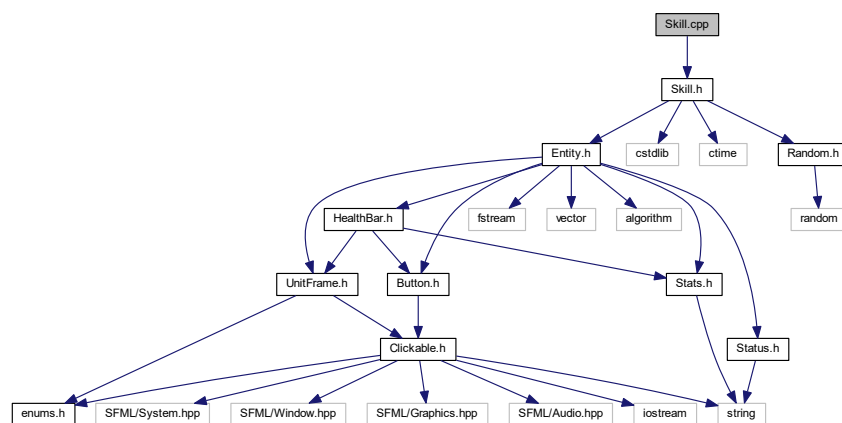 Skill.cpp
Skill.h
Entity.h
cstdlib
ctime
Random.h
HealthBar.h
fstream
vector
algorithm
random
UnitFrame.h
Button.h
Stats.h
Clickable.h
Status.h
enums.h
SFML/System.hpp
SFML/Window.hpp
SFML/Graphics.hpp
SFML/Audio.hpp
iostream
string